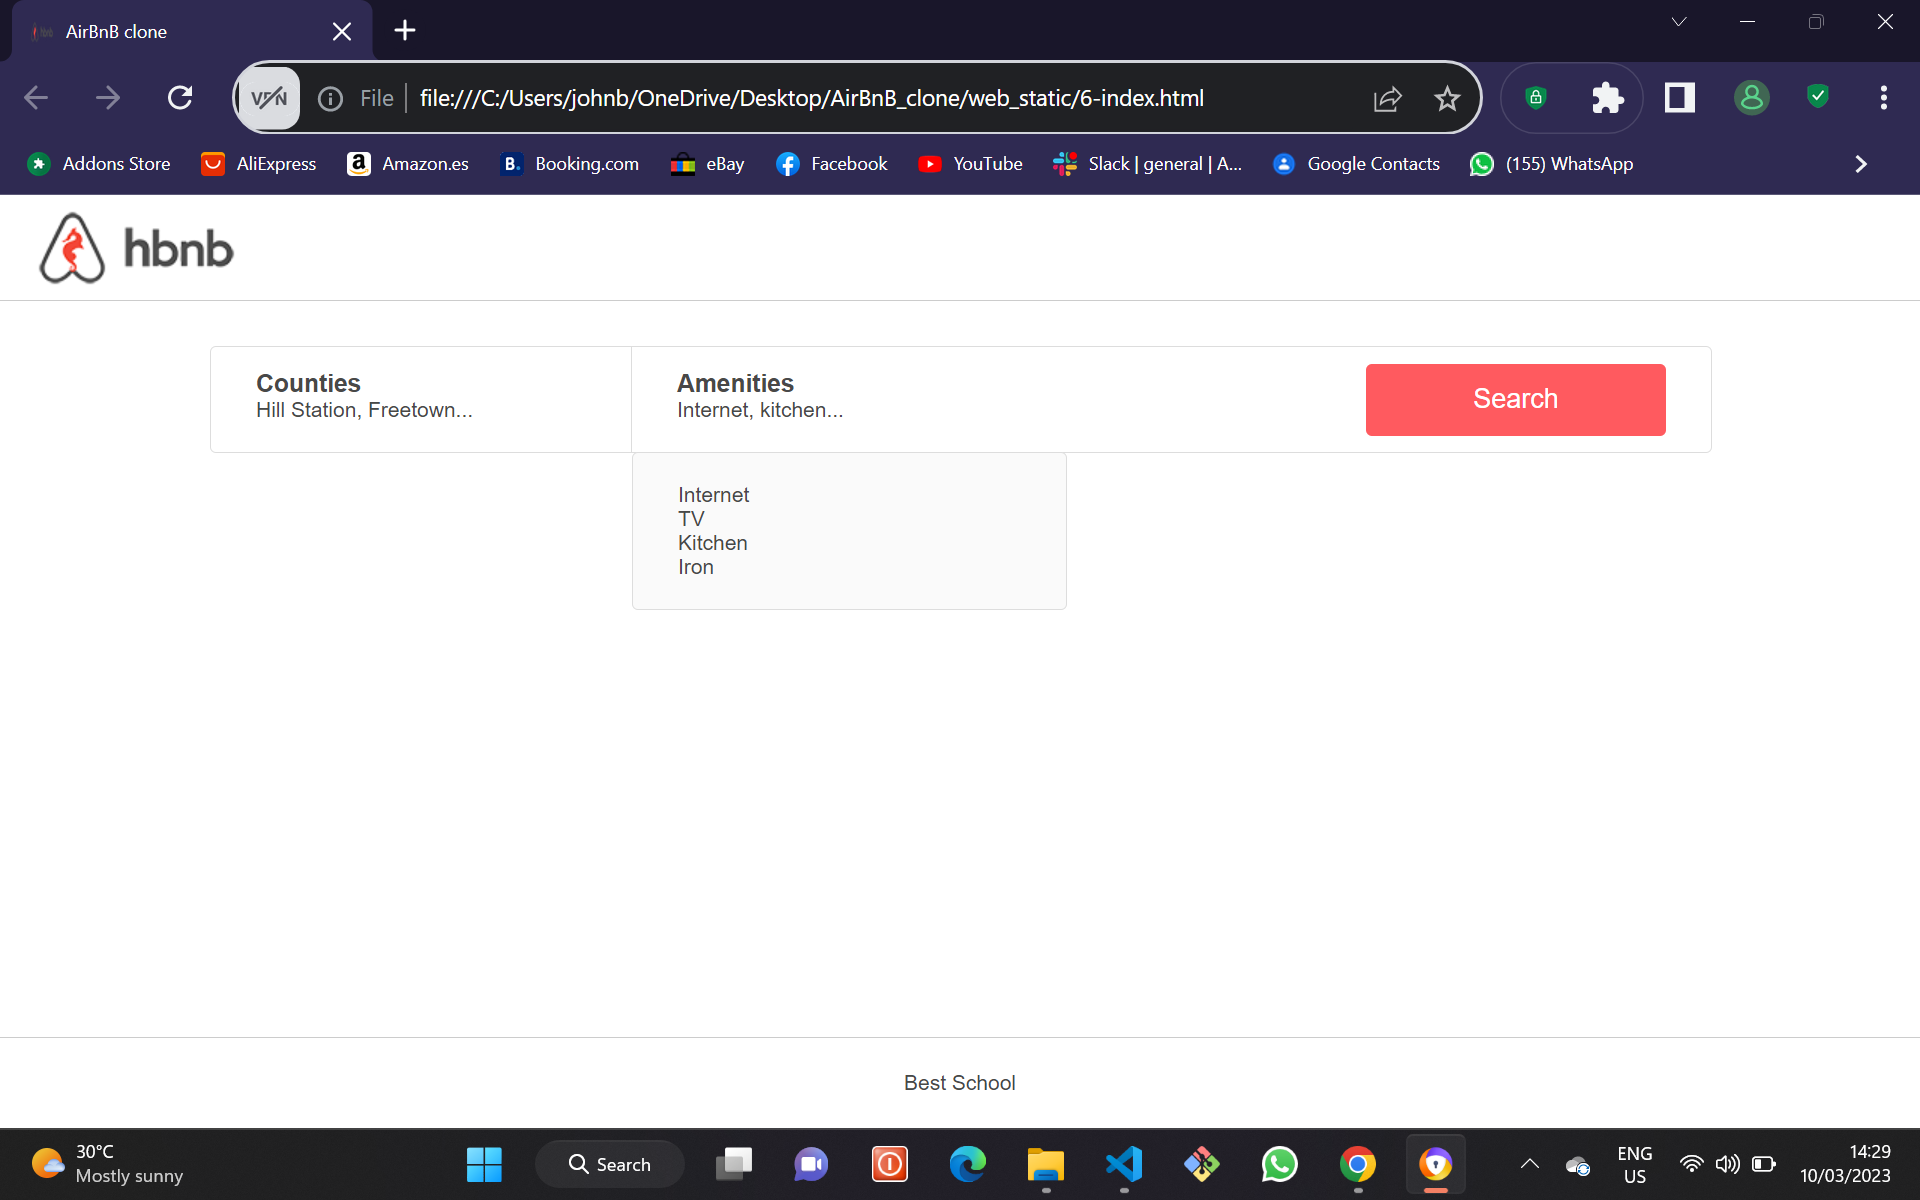 AirBnB clone
VPN File file:///C:/Users/johnb/OneDrive/Desktop/AirBnB_clone/web_static/6-index.html
Addons Store AliExpress Amazon.es Booking.com eBay Facebook YouTube Slack | general | A... Google Contacts (155) WhatsApp
hbnb
Counties
Hill Station, Freetown...
Amenities
Internet, kitchen...
Search
Internet
TV
Kitchen
Iron
Best School
30°C
Mostly sunny
Search
ENG
US
14:29
10/03/2023